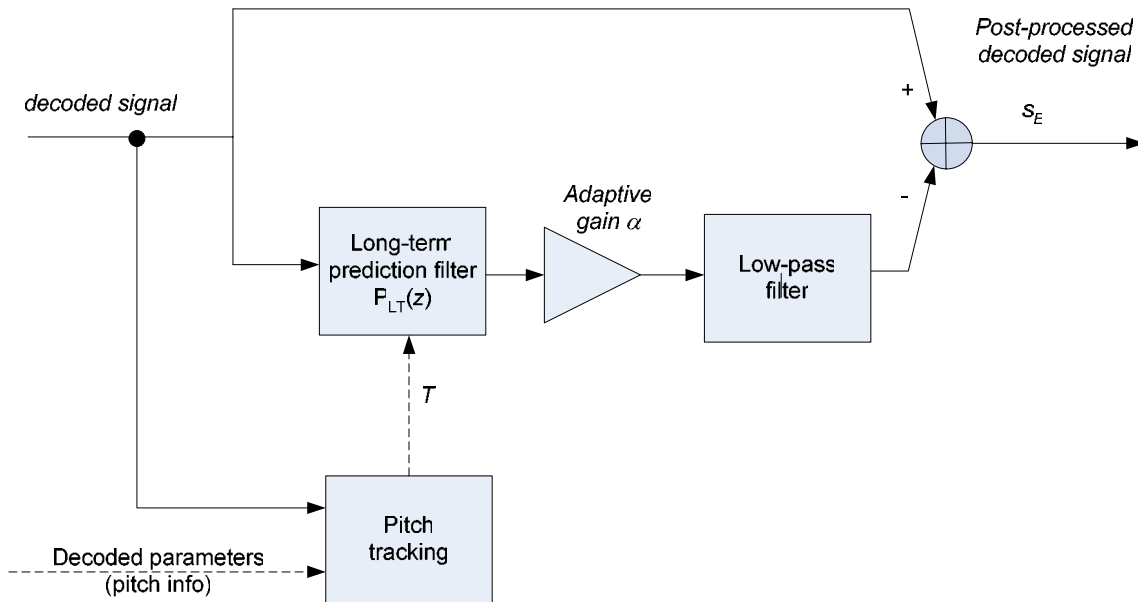 Post-processed
decoded signal
decoded signal
+
s_E
-
Adaptive
gain α
Long-term
prediction filter
P_LT(z)
Low-pass
filter
T
Pitch
tracking
Decoded parameters
(pitch info)